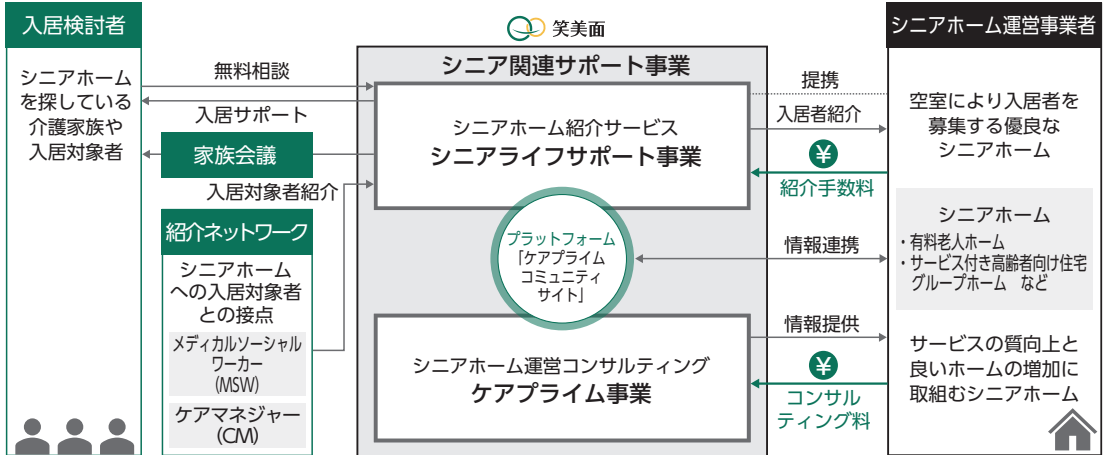 入居検討者
シニアホーム
を探している
介護家族や
入居対象者
無料相談
入居サポート
家族会議
入居対象者紹介
紹介ネットワーク
シニアホーム
への入居対象者
との接点
メディカルソーシャル
ワーカー
(MSW)
ケアマネジャー
(CM)
笑美面
シニア関連サポート事業
シニアホーム紹介サービス
シニアライフサポート事業
プラットフォーム
「ケアプライム
コミュニティ
サイト」
シニアホーム運営コンサルティング
ケアプライム事業
提携
入居者紹介
¥
紹介手数料
情報連携
情報提供
¥
コンサル
ティング料
シニアホーム運営事業者
空室により入居者を
募集する優良な
シニアホーム
シニアホーム
・有料老人ホーム
・サービス付き高齢者向け住宅
グループホーム など
サービスの質向上と
良いホームの増加に
取組むシニアホーム